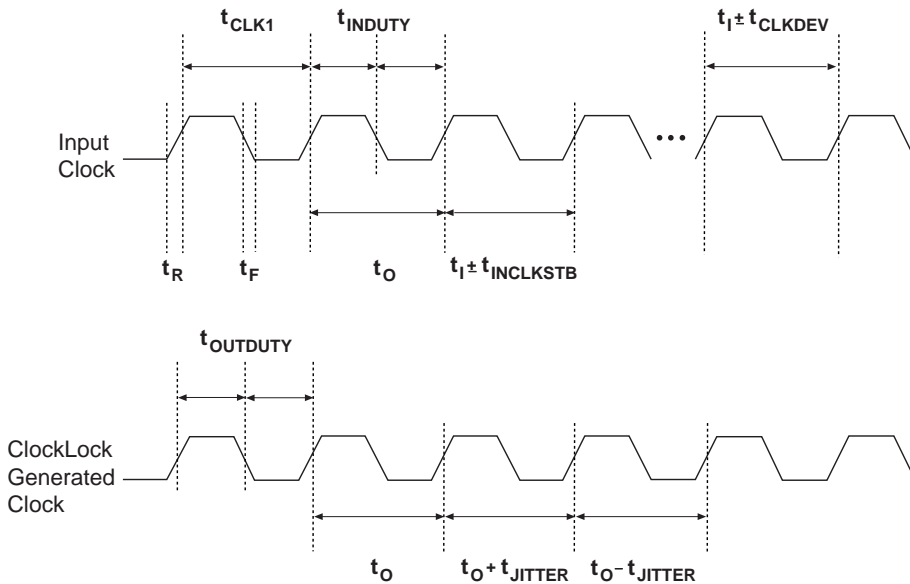 tCLK1 tINDUTY tI ± tCLKDEV
Input
Clock
tR tF tO tI ± tINCLKSTB
tOUTDUTY
ClockLock
Generated
Clock
tO tO + tJITTER tO – tJITTER